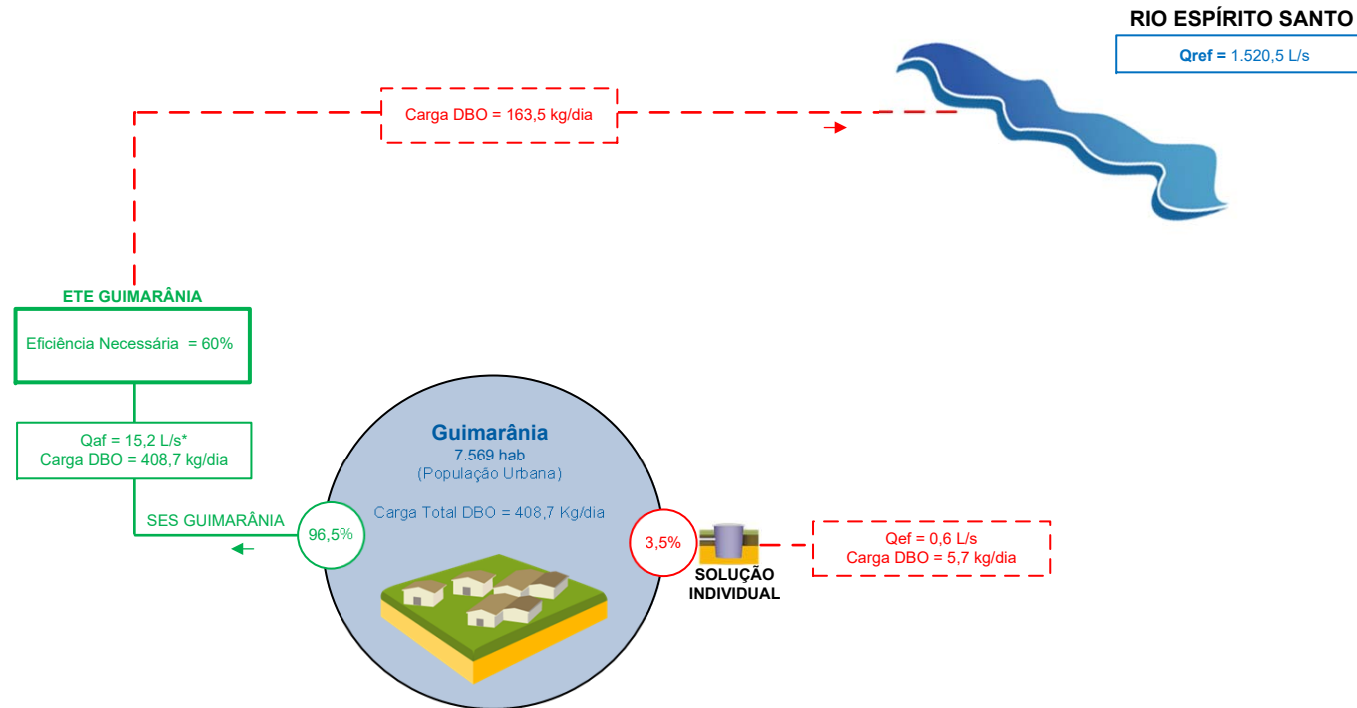 RIO ESPÍRITO SANTO
Qref = 1.520,5 L/s
Carga DBO = 163,5 kg/dia
ETE GUIMARÂNIA
Eficiência Necessária = 60%
Qaf = 15,2 L/s*
Carga DBO = 408,7 kg/dia
SES GUIMARÂNIA
96,5%
Guimarânia
7.569 hab
(População Urbana)
Carga Total DBO = 408,7 Kg/dia
3,5%
SOLUÇÃO
INDIVIDUAL
Qef = 0,6 L/s
Carga DBO = 5,7 kg/dia